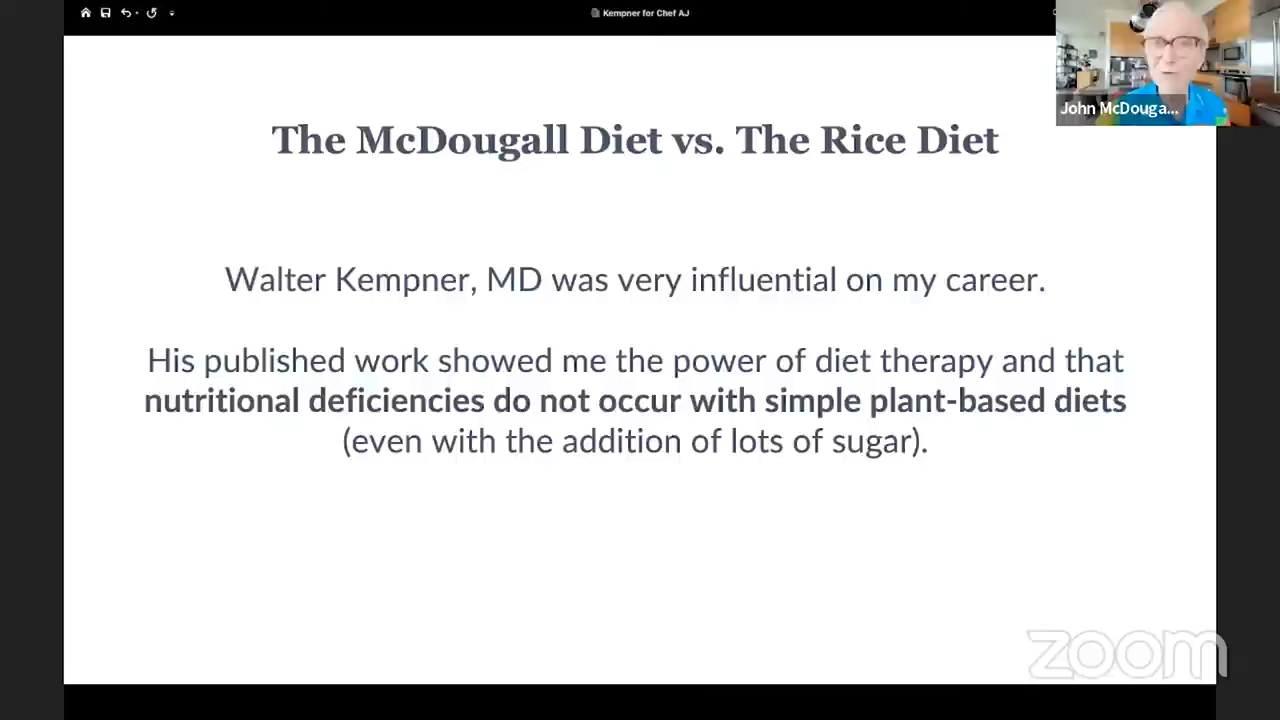 Kempner for Chef AJ
John McDouga...
The McDougall Diet vs. The Rice Diet
Walter Kempner, MD was very influential on my career.
His published work showed me the power of diet therapy and that
nutritional deficiencies do not occur with simple plant-based diets
(even with the addition of lots of sugar).
zoom